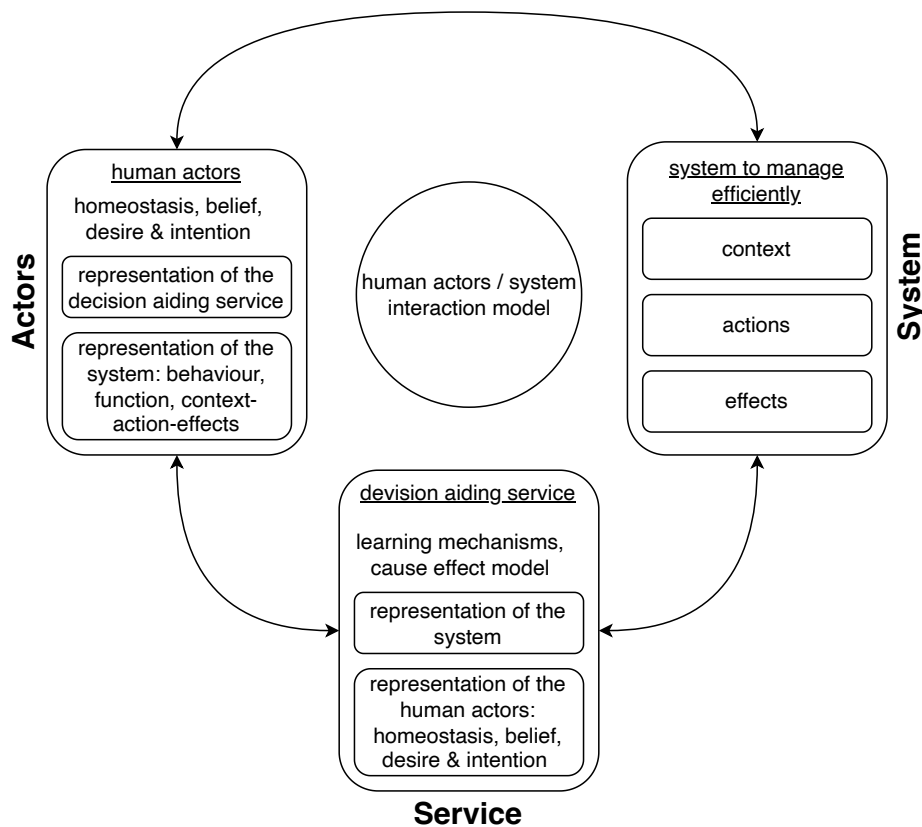 Actors
human actors
homeostasis, belief,
desire & intention
representation of the
decision aiding service
representation of the
system: behaviour,
function, context-
action-effects
human actors / system
interaction model
system to manage
efficiently
context
actions
effects
System
devision aiding service
learning mechanisms,
cause effect model
representation of the
system
representation of the
human actors:
homeostasis, belief,
desire & intention
Service